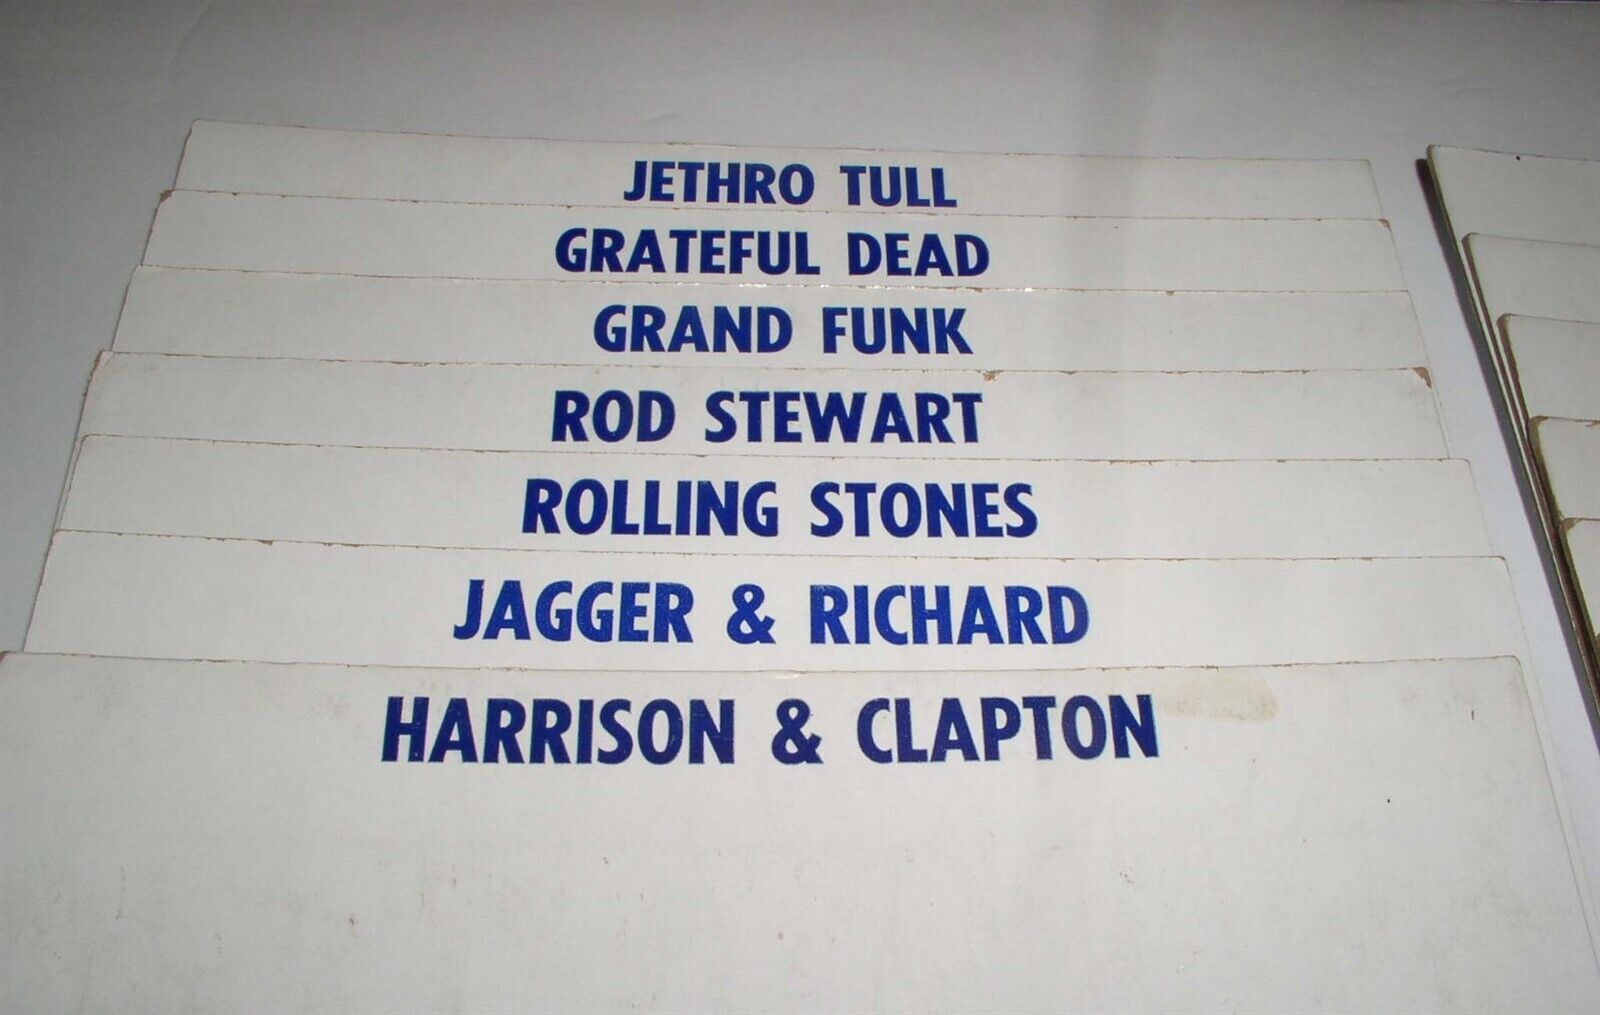 JETHRO TULL
GRATEFUL DEAD
GRAND FUNK
ROD STEWART
ROLLING STONES
JAGGER & RICHARD
HARRISON & CLAPTON